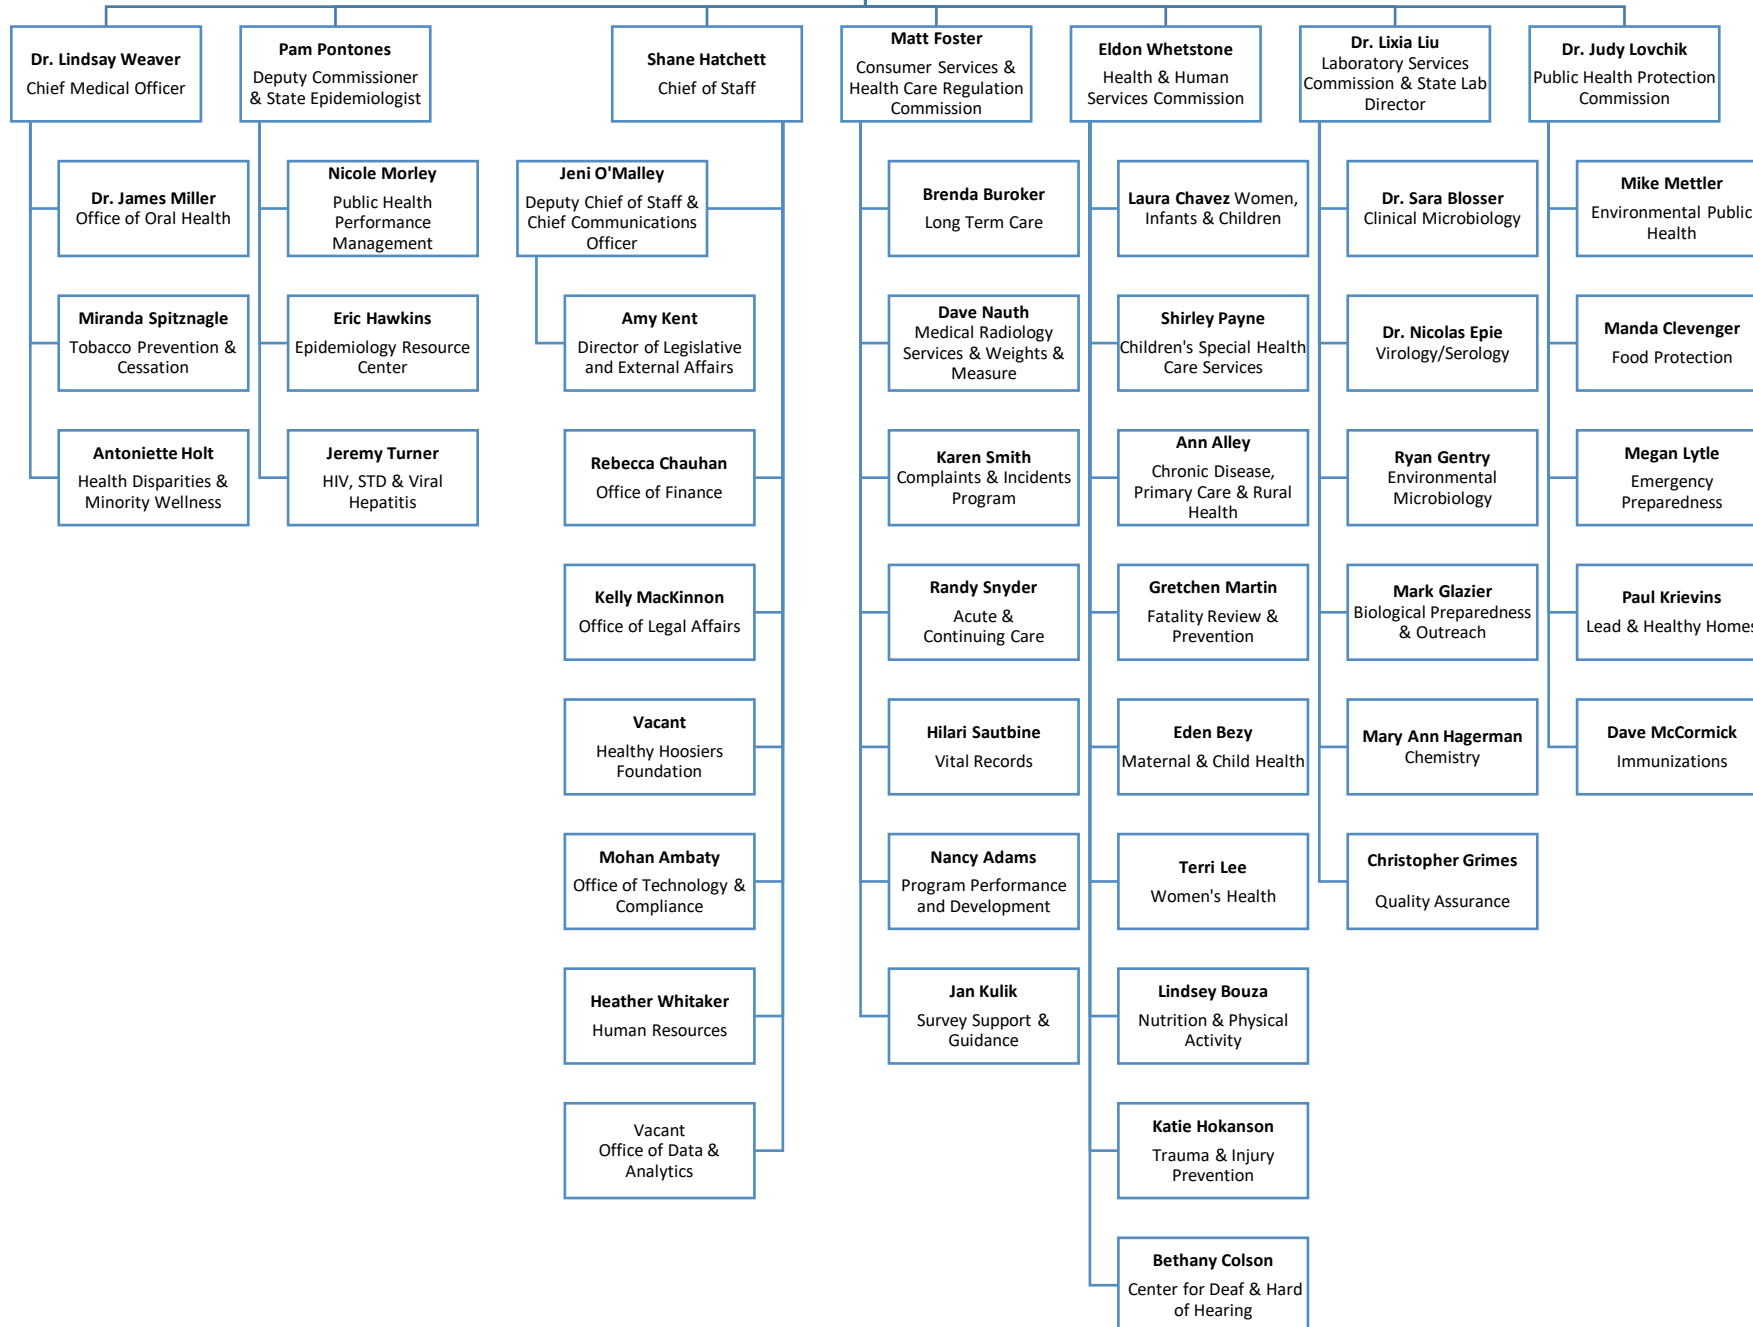 Dr. Lindsay Weaver
Chief Medical Officer
Dr. James Miller
Office of Oral Health
Miranda Spitznagle
Tobacco Prevention &
Cessation
Antoniette Holt
Health Disparities &
Minority Wellness
Pam Pontones
Deputy Commissioner
& State Epidemiologist
Nicole Morley
Public Health
Performance
Management
Eric Hawkins
Epidemiology Resource
Center
Jeremy Turner
HIV, STD & Viral
Hepatitis
Shane Hatchett
Chief of Staff
Jeni O'Malley
Deputy Chief of Staff &
Chief Communications
Officer
Amy Kent
Director of Legislative
and External Affairs
Rebecca Chauhan
Office of Finance
Kelly MacKinnon
Office of Legal Affairs
Vacant
Healthy Hoosiers
Foundation
Mohan Ambaty
Office of Technology &
Compliance
Heather Whitaker
Human Resources
Vacant
Office of Data &
Analytics
Matt Foster
Consumer Services &
Health Care Regulation
Commission
Brenda Buroker
Long Term Care
Dave Nauth
Medical Radiology
Services & Weights &
Measure
Karen Smith
Complaints & Incidents
Program
Randy Snyder
Acute &
Continuing Care
Hilari Sautbine
Vital Records
Nancy Adams
Program Performance
and Development
Jan Kulik
Survey Support &
Guidance
Eldon Whetstone
Health & Human
Services Commission
Laura Chavez Women,
Infants & Children
Shirley Payne
Children's Special Health
Care Services
Ann Alley
Chronic Disease,
Primary Care & Rural
Health
Gretchen Martin
Fatality Review &
Prevention
Eden Bezy
Maternal & Child Health
Terri Lee
Women's Health
Lindsey Bouza
Nutrition & Physical
Activity
Katie Hokanson
Trauma & Injury
Prevention
Bethany Colson
Center for Deaf & Hard
of Hearing
Dr. Lixia Liu
Laboratory Services
Commission & State Lab
Director
Dr. Sara Blosser
Clinical Microbiology
Dr. Nicolas Epie
Virology/Serology
Ryan Gentry
Environmental
Microbiology
Mark Glazier
Biological Preparedness
& Outreach
Mary Ann Hagerman
Chemistry
Christopher Grimes
Quality Assurance
Dr. Judy Lovchik
Public Health Protection
Commission
Mike Mettler
Environmental Public
Health
Manda Clevenger
Food Protection
Megan Lytle
Emergency
Preparedness
Paul Krievins
Lead & Healthy Homes
Dave McCormick
Immunizations